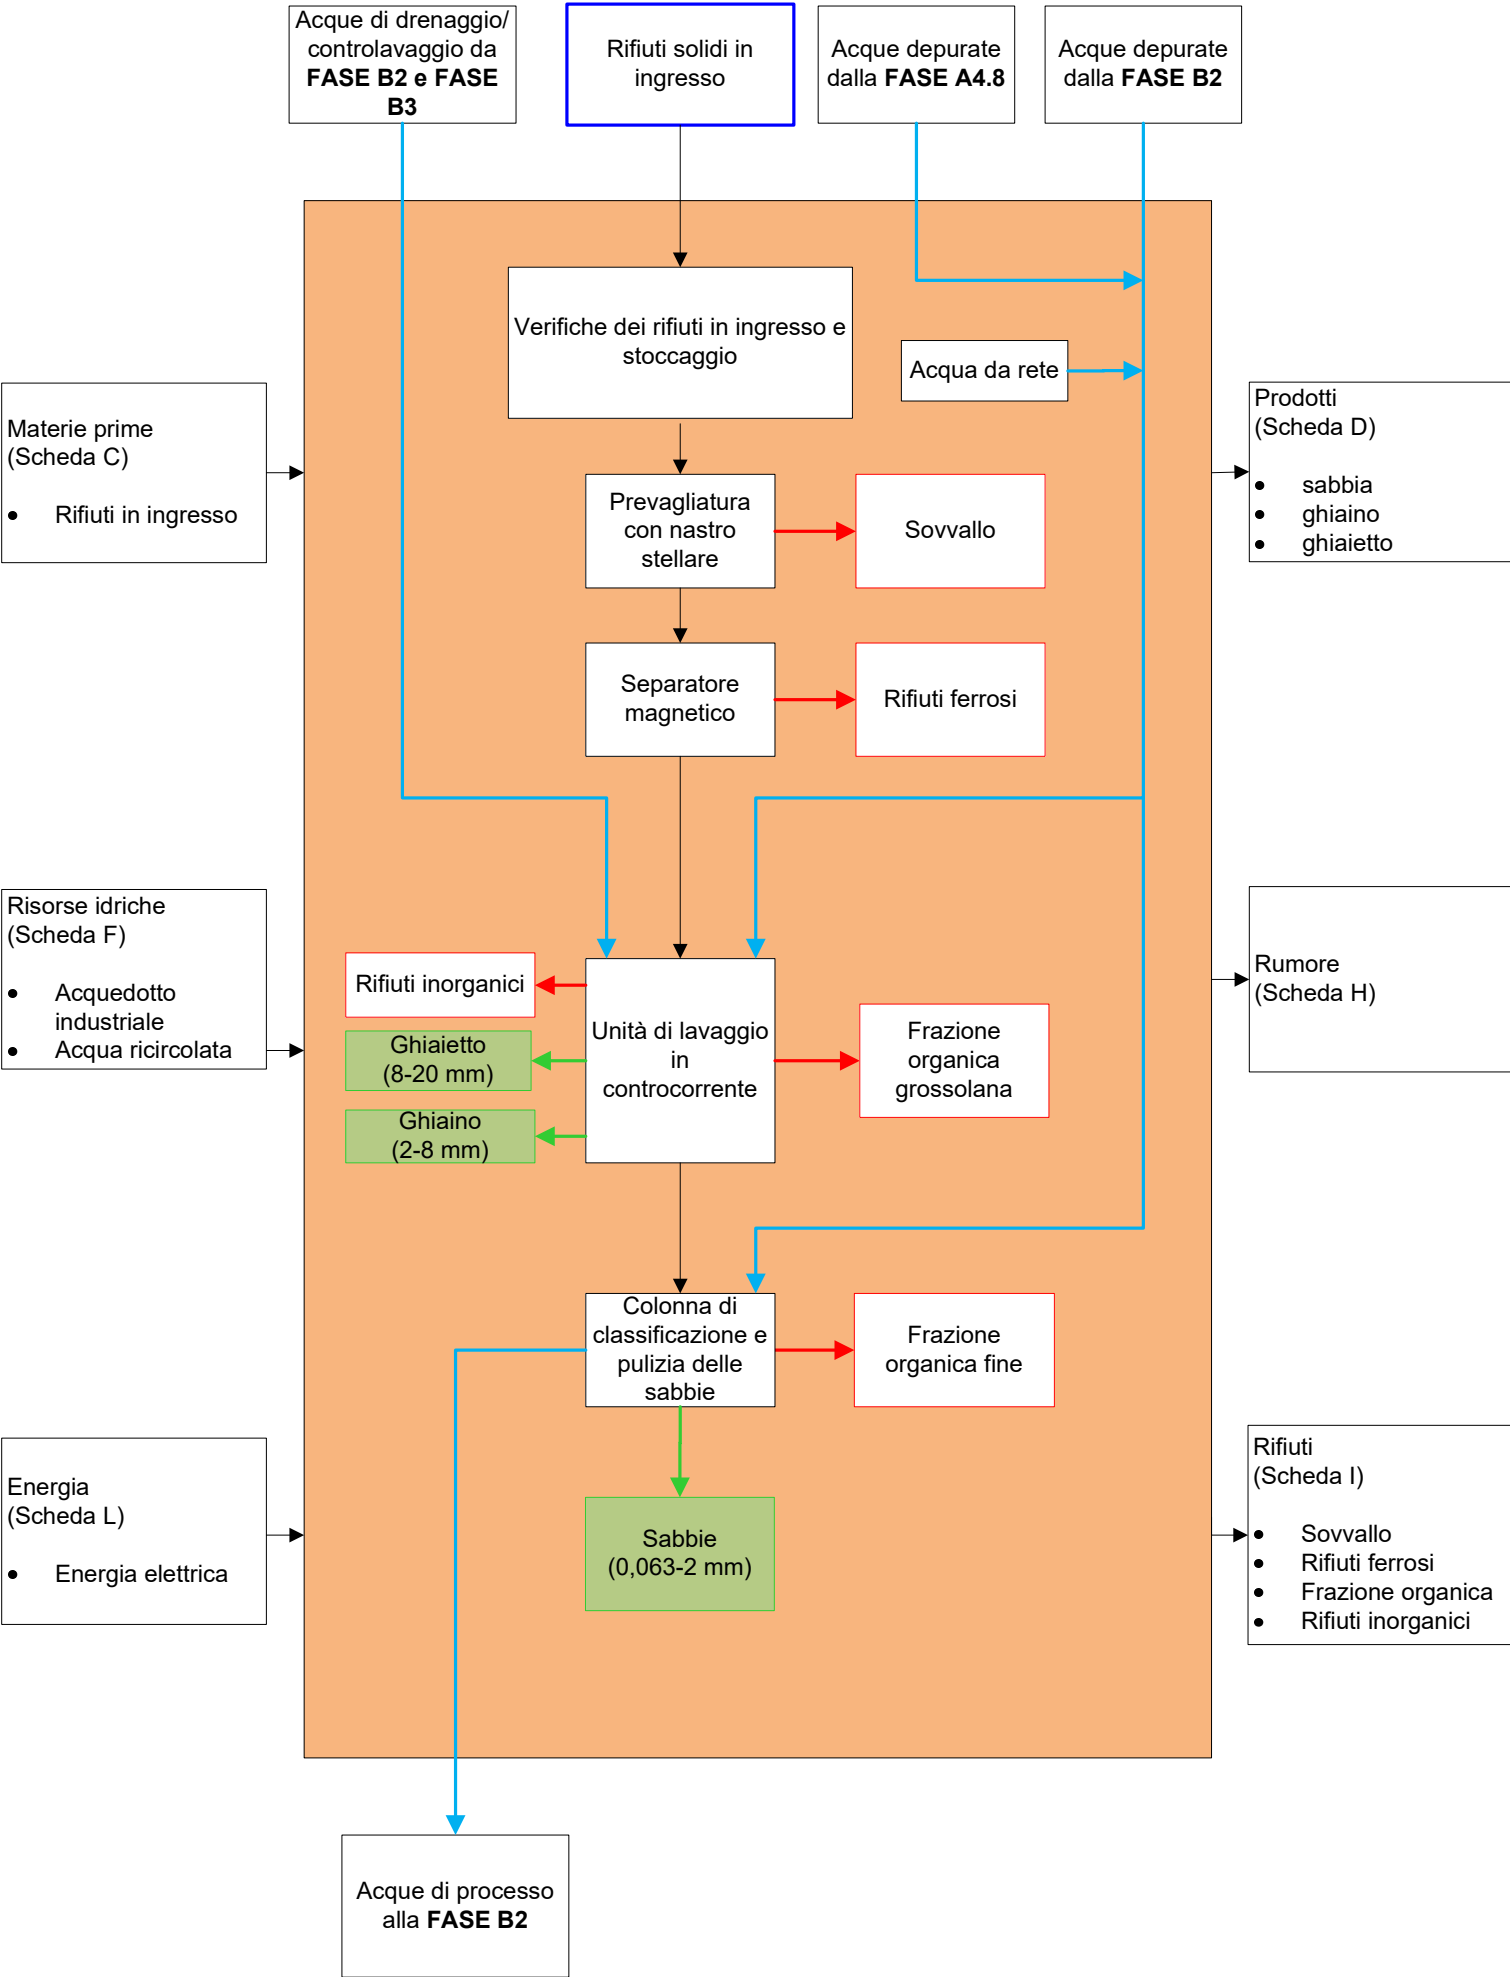 Acque di drenaggio/
controlavaggio da
FASE B2 e FASE
B3
Rifiuti solidi in
ingresso
Acque depurate
dalla FASE A4.8
Acque depurate
dalla FASE B2
Verifiche dei rifiuti in ingresso e
stoccaggio
Acqua da rete
Materie prime
(Scheda C)
• Rifiuti in ingresso
Prodotti
(Scheda D)
• sabbia
• ghiaino
• ghiaietto
Prevagliatura
con nastro
stellare
Sovvallo
Separatore
magnetico
Rifiuti ferrosi
Risorse idriche
(Scheda F)
• Acquedotto
industriale
• Acqua ricircolata
Rumore
(Scheda H)
Rifiuti inorganici
Ghiaietto
(8-20 mm)
Ghiaino
(2-8 mm)
Unità di lavaggio
in
controcorrente
Frazione
organica
grossolana
Colonna di
classificazione e
pulizia delle
sabbie
Frazione
organica fine
Energia
(Scheda L)
• Energia elettrica
Sabbie
(0,063-2 mm)
Rifiuti
(Scheda I)
• Sovvallo
• Rifiuti ferrosi
• Frazione organica
• Rifiuti inorganici
Acque di processo
alla FASE B2